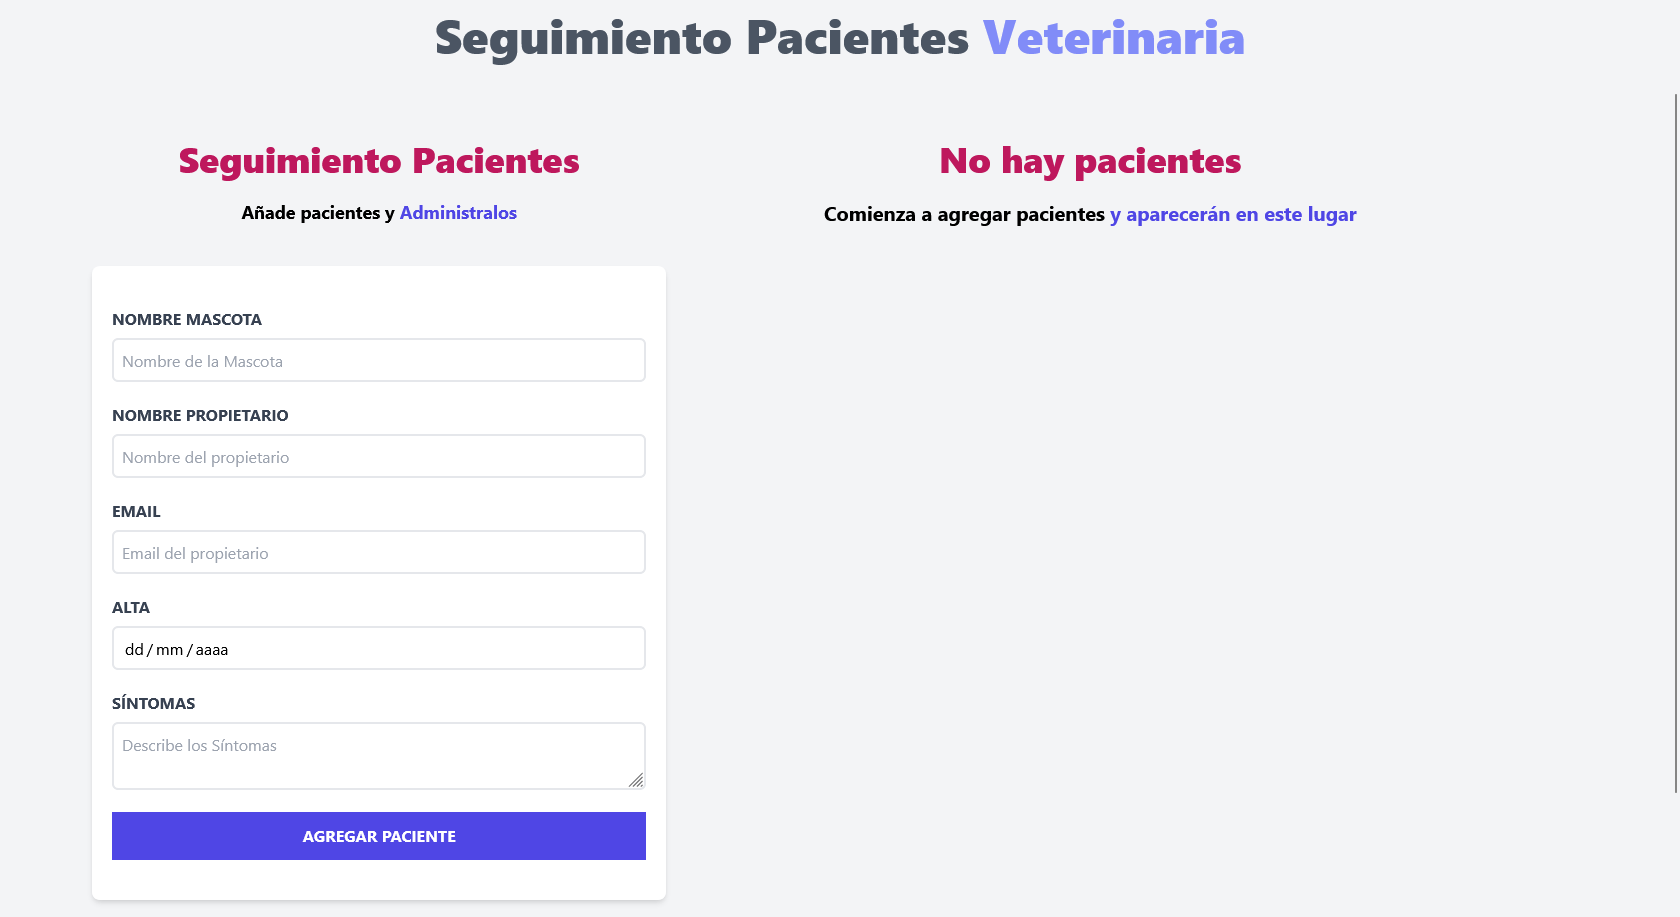 Seguimiento Pacientes Veterinaria
Seguimiento Pacientes
Añade pacientes y Administralos
NOMBRE MASCOTA
Nombre de la Mascota
NOMBRE PROPIETARIO
Nombre del propietario
EMAIL
Email del propietario
ALTA
dd/mm/aaaa
SÍNTOMAS
Describe los Síntomas
AGREGAR PACIENTE
No hay pacientes
Comienza a agregar pacientes y aparecerán en este lugar